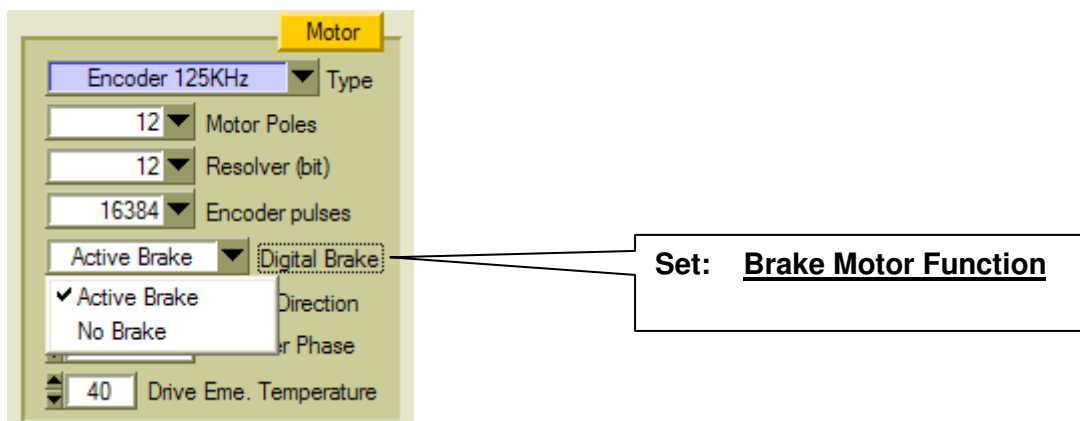 Motor
Encoder 125KHz Type
12 Motor Poles
12 Resolver (bit)
16384 Encoder pulses
Active Brake Digital Brake
Active Brake
No Brake
Direction
Phase
40 Drive Eme. Temperature
Set: Brake Motor Function